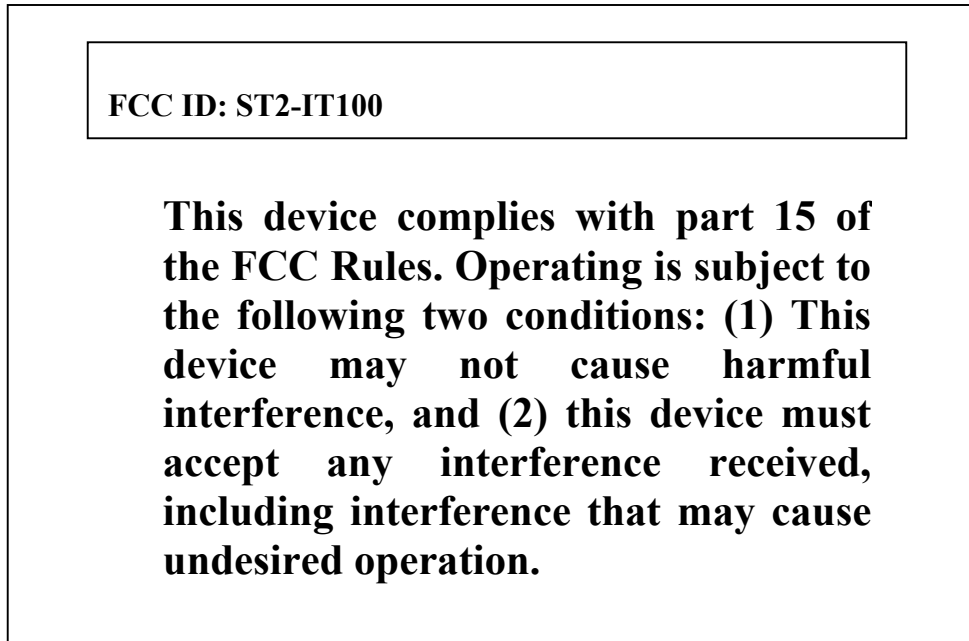 FCC ID: ST2-IT100
This device complies with part 15 of
the FCC Rules. Operating is subject to
the following two conditions: (1) This
device may not cause harmful
interference, and (2) this device must
accept any interference received,
including interference that may cause
undesired operation.